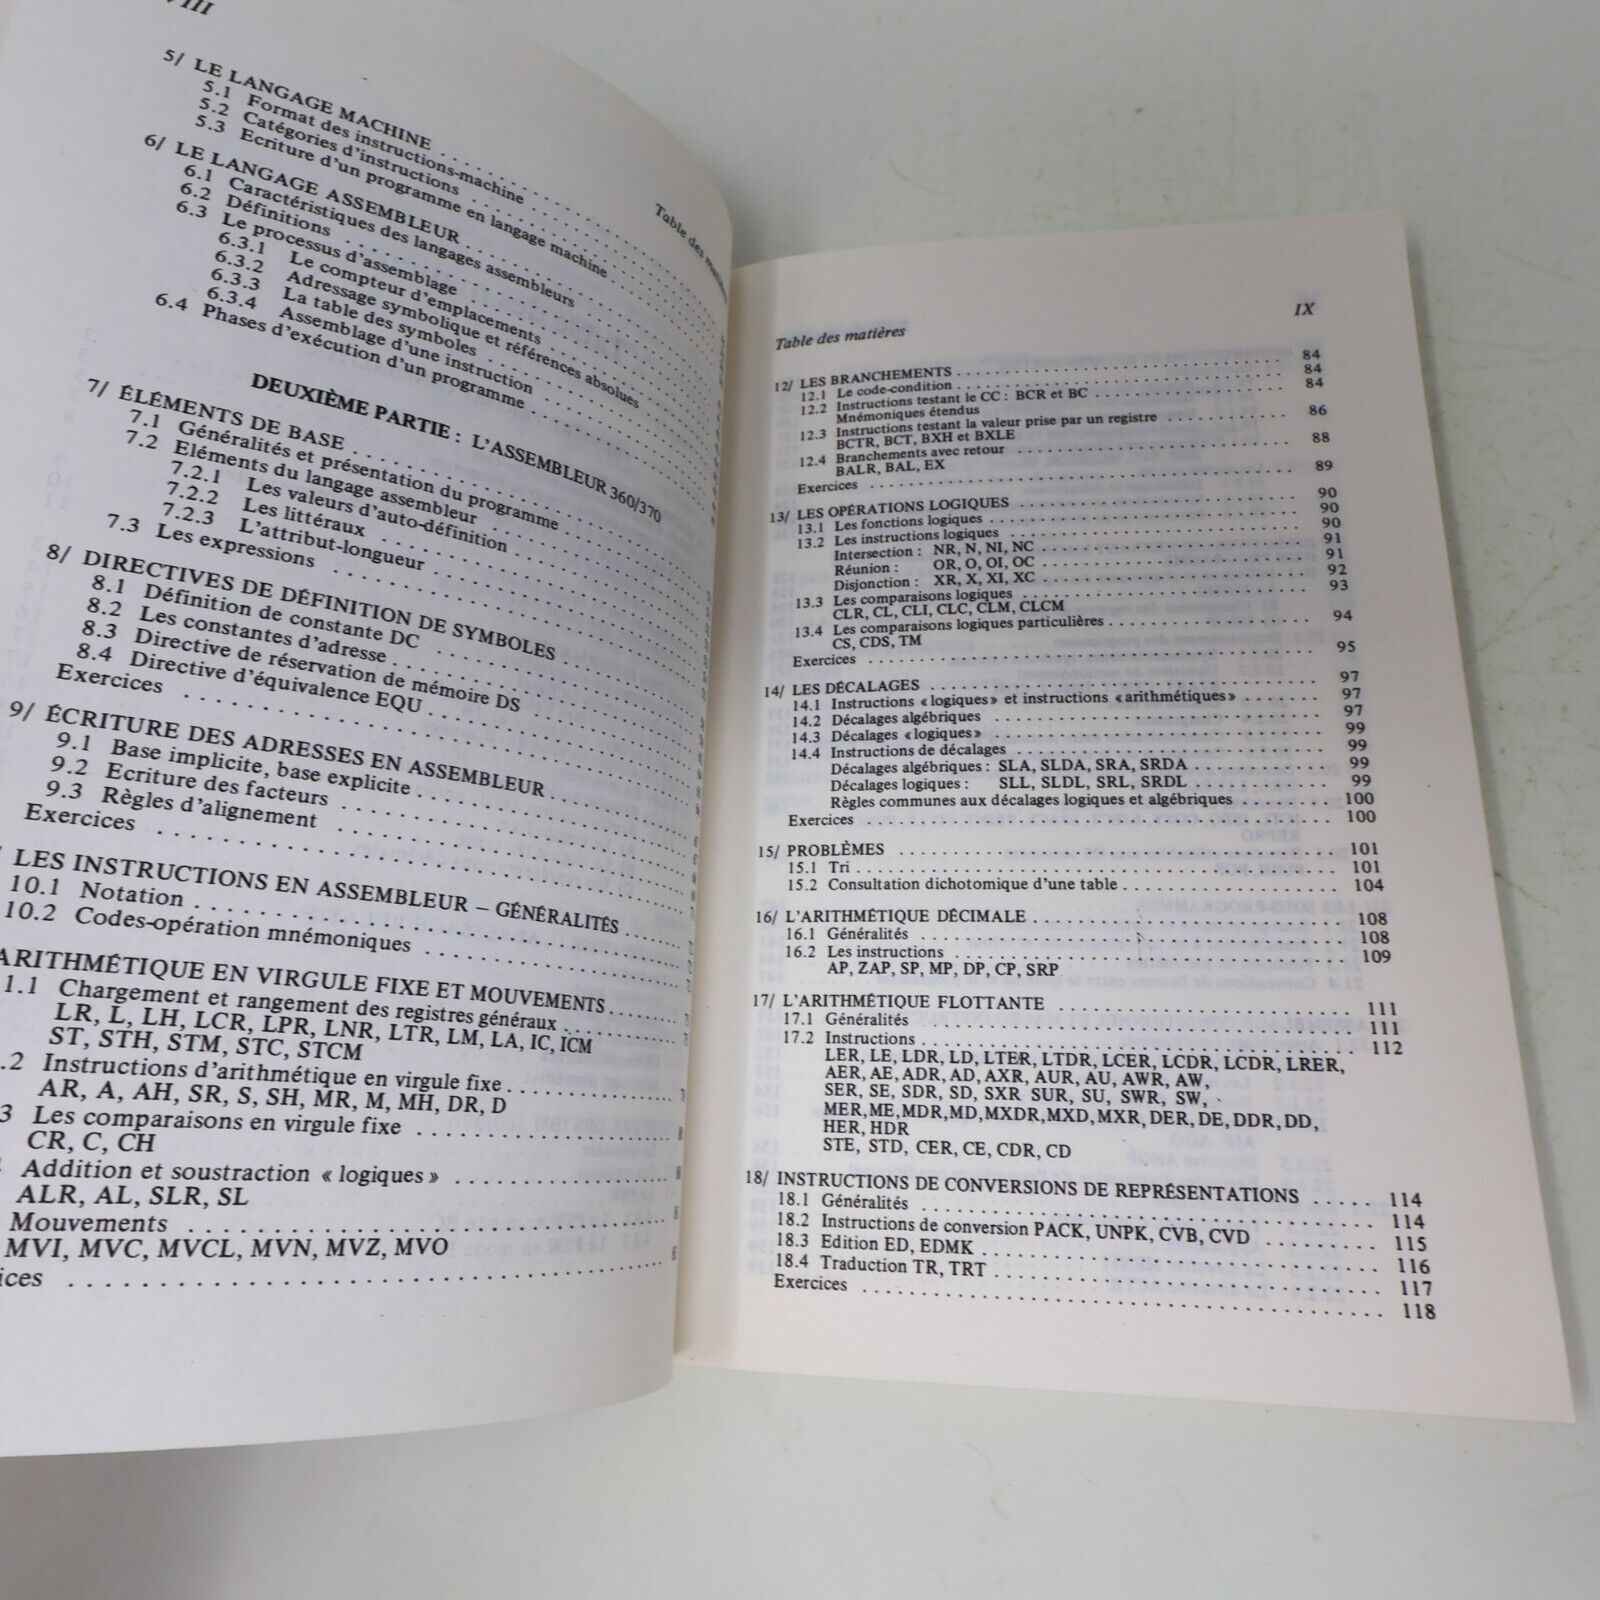 VIII
Table des
5/ LE LANGAGE MACHINE
5.1 Format des instructions-machine
5.2 Catégories d'instructions
5.3 Ecriture d'un programme en langage machine
6/ LE LANGAGE ASSEMBLEUR
6.1 Caractéristiques des langages assembleurs
6.2 Définitions
6.3 Le processus d'assemblage
6.3.1 Le compteur d'emplacements
6.3.2 Adressage symbolique et références absolues
6.3.3 La table des symboles
6.3.4 Assemblage d'une instruction
6.4 Phases d'exécution d'un programme
DEUXIÈME PARTIE : L'ASSEMBLEUR 360/370
7/ ÉLÉMENTS DE BASE
7.1 Généralités et présentation du programme
7.2 Eléments du langage assembleur
7.2.1 Les valeurs d'auto-définition
7.2.2 Les littéraux
7.2.3 L'attribut-longueur
7.3 Les expressions
8/ DIRECTIVES DE DÉFINITION DE SYMBOLES
8.1 Définition de constante DC
8.2 Les constantes d'adresse
8.3 Directive de réservation de mémoire DS
8.4 Directive d'équivalence EQU
Exercices
9/ ÉCRITURE DES ADRESSES EN ASSEMBLEUR
9.1 Base implicite, base explicite
9.2 Ecriture des facteurs
9.3 Règles d'alignement
Exercices
/ LES INSTRUCTIONS EN ASSEMBLEUR – GÉNÉRALITÉS
10.1 Notation
10.2 Codes-opération mnémoniques
ARITHMÉTIQUE EN VIRGULE FIXE ET MOUVEMENTS
1.1 Chargement et rangement des registres généraux
LR, L, LH, LCR, LPR, LNR, LTR, LM, LA, IC, ICM
ST, STH, STM, STC, STCM
.2 Instructions d'arithmétique en virgule fixe
AR, A, AH, SR, S, SH, MR, M, MH, DR, D
3 Les comparaisons en virgule fixe
CR, C, CH
Addition et soustraction « logiques »
ALR, AL, SLR, SL
Mouvements
MVI, MVC, MVCL, MVN, MVZ, MVO
ices
Table des matières IX
12/ LES BRANCHEMENTS 84
12.1 Le code-condition 84
12.2 Instructions testant le CC : BCR et BC 84
Mnémoniques étendus
12.3 Instructions testant la valeur prise par un registre 86
BCTR, BCT, BXH et BXLE
12.4 Branchements avec retour 88
BALR, BAL, EX
Exercices 89
13/ LES OPÉRATIONS LOGIQUES 90
13.1 Les fonctions logiques 90
13.2 Les instructions logiques 90
Intersection : NR, N, NI, NC 91
Réunion : OR, O, OI, OC 91
Disjonction : XR, X, XI, XC 92
13.3 Les comparaisons logiques 93
CLR, CL, CLI, CLC, CLM, CLCM
13.4 Les comparaisons logiques particulières 94
CS, CDS, TM
Exercices 95
14/ LES DÉCALAGES 97
14.1 Instructions « logiques » et instructions « arithmétiques » 97
14.2 Décalages algébriques 97
14.3 Décalages « logiques » 99
14.4 Instructions de décalages 99
Décalages algébriques : SLA, SLDA, SRA, SRDA 99
Décalages logiques : SLL, SLDL, SRL, SRDL 99
Règles communes aux décalages logiques et algébriques 100
Exercices 100
15/ PROBLÈMES 101
15.1 Tri 101
15.2 Consultation dichotomique d'une table 104
16/ L'ARITHMÉTIQUE DÉCIMALE 108
16.1 Généralités 108
16.2 Les instructions 109
AP, ZAP, SP, MP, DP, CP, SRP
17/ L'ARITHMÉTIQUE FLOTTANTE 111
17.1 Généralités 111
17.2 Instructions 112
LER, LE, LDR, LD, LTER, LTDR, LCER, LCDR, LCDR, LRER,
AER, AE, ADR, AD, AXR, AUR, AU, AWR, AW,
SER, SE, SDR, SD, SXR SUR, SU, SWR, SW,
MER, ME, MDR, MD, MXDR, MXD, MXR, DER, DE, DDR, DD,
HER, HDR
STE, STD, CER, CE, CDR, CD
18/ INSTRUCTIONS DE CONVERSIONS DE REPRÉSENTATIONS 114
18.1 Généralités 114
18.2 Instructions de conversion PACK, UNPK, CVB, CVD 115
18.3 Edition ED, EDMK 116
18.4 Traduction TR, TRT 117
Exercices 118